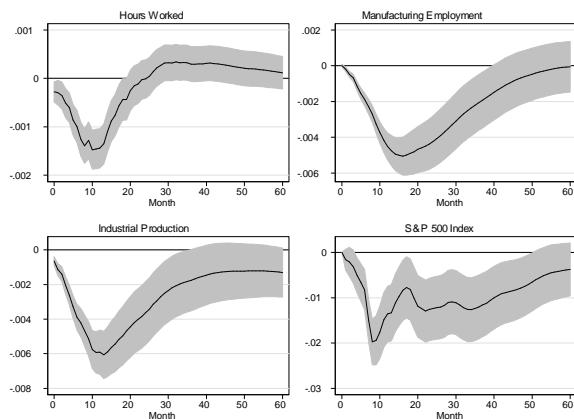 Hours Worked
.001
0
-.001
-.002
0 10 20 30 40 50 60
Month
Manufacturing Employment
.002
0
-.002
-.004
-.006
0 10 20 30 40 50 60
Month
Industrial Production
0
-.002
-.004
-.006
-.008
0 10 20 30 40 50 60
Month
S&P 500 Index
0
-.01
-.02
-.03
0 10 20 30 40 50 60
Month